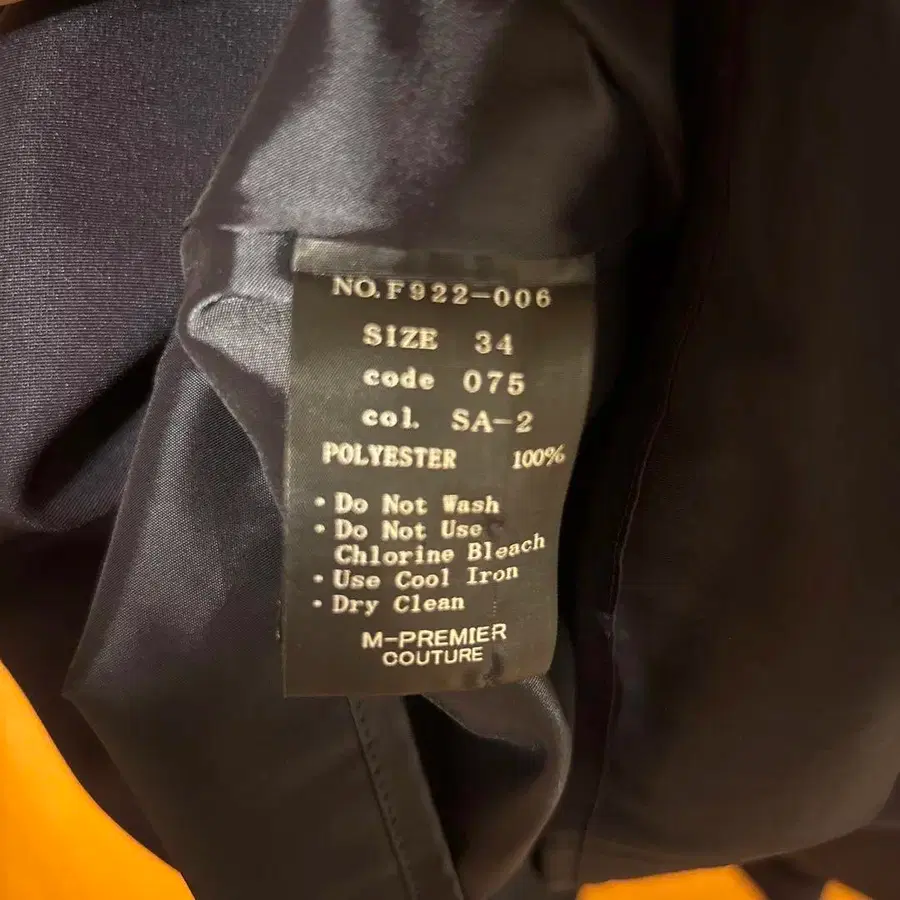 NO.F922-006
SIZE 34
code 075
col. SA-2
POLYESTER 100%
• Do Not Wash
• Do Not Use
Chlorine Bleach
• Use Cool Iron
• Dry Clean
M-PREMIER
COUTURE